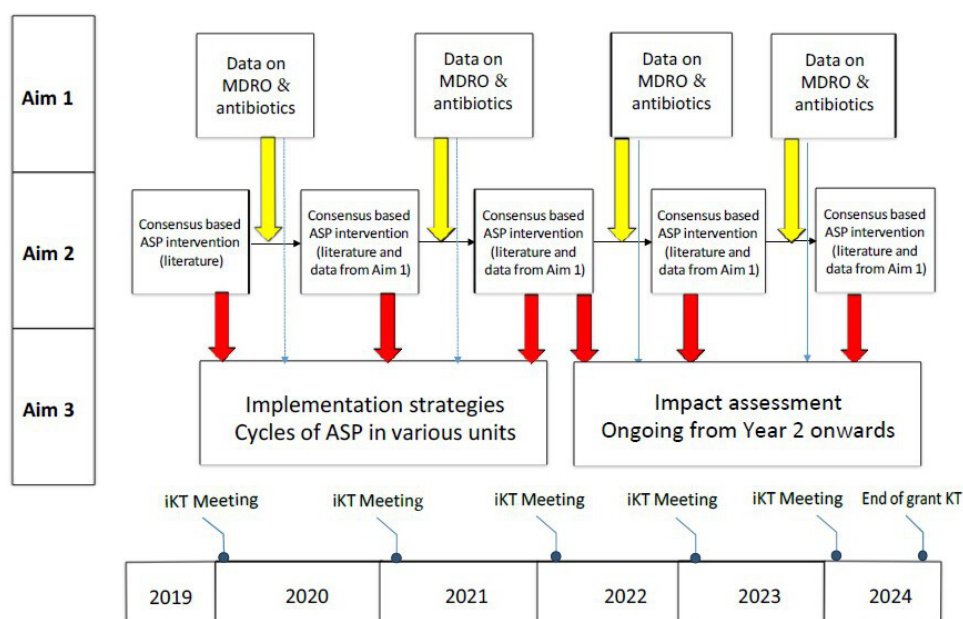 Aim 1
Data on
MDRO &
antibiotics
Data on
MDRO &
antibiotics
Data on
MDRO &
antibiotics
Data on
MDRO &
antibiotics
Aim 2
Consensus based
ASP intervention
(literature)
Consensus based
ASP intervention
(literature and
data from Aim 1)
Consensus based
ASP intervention
(literature and
data from Aim 1)
Consensus based
ASP intervention
(literature and
data from Aim 1)
Consensus based
ASP intervention
(literature and
data from Aim 1)
Aim 3
Implementation strategies
Cycles of ASP in various units
Impact assessment
Ongoing from Year 2 onwards
iKT Meeting
iKT Meeting
iKT Meeting
iKT Meeting
iKT Meeting
End of grant KT
2019
2020
2021
2022
2023
2024